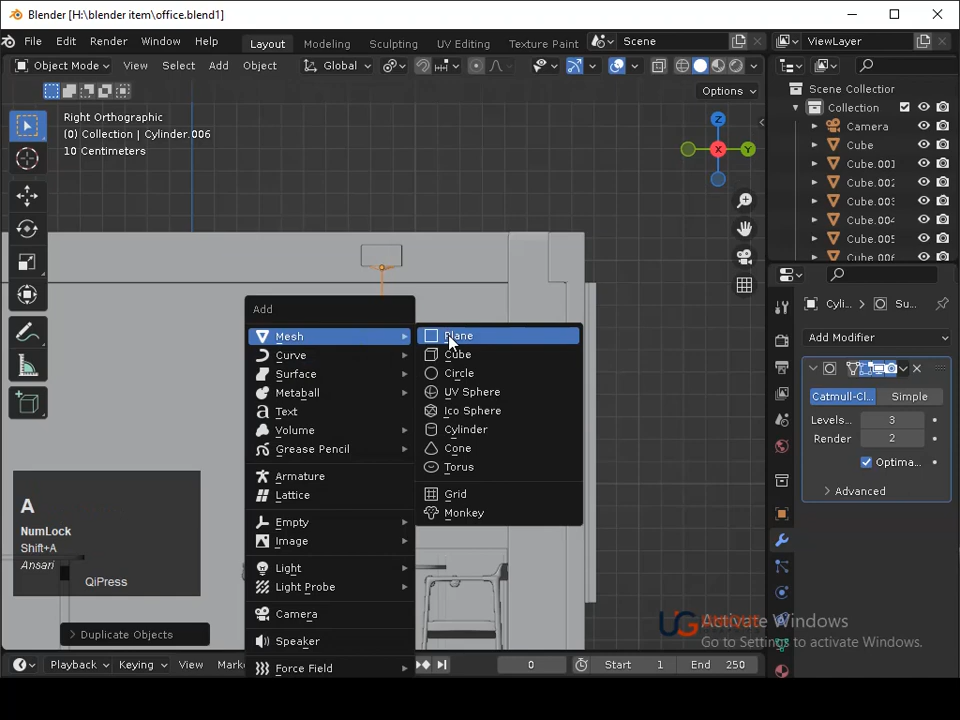 Blender [H:\blender item\office.blend1]
File Edit Render Window Help Layout Modeling Sculpting UV Editing Texture Paint Scene ViewLayer
Object Mode View Select Add Object Global
Options
Right Orthographic
(0) Collection | Cylinder.006
10 Centimeters
Z
X
Y
Scene Collection
Collection
Camera
Cube
Cube.001
Cube.002
Cube.003
Cube.004
Cube.005
Cube.006
Add
Mesh
Curve
Surface
Metaball
Text
Volume
Grease Pencil
Armature
Lattice
Empty
Image
Light
Light Probe
Camera
Speaker
Force Field
Plane
Cube
Circle
UV Sphere
Ico Sphere
Cylinder
Cone
Torus
Grid
Monkey
Cyli... Su...
Add Modifier
Catmull-Cl... Simple
Levels... 3
Render 2
Optima...
Advanced
A
NumLock
Shift+A
Ansari
QiPress
Duplicate Objects
UG
Activate Windows
Go to Settings to activate Windows.
Playback Keying View Mark 0 Start 1 End 250